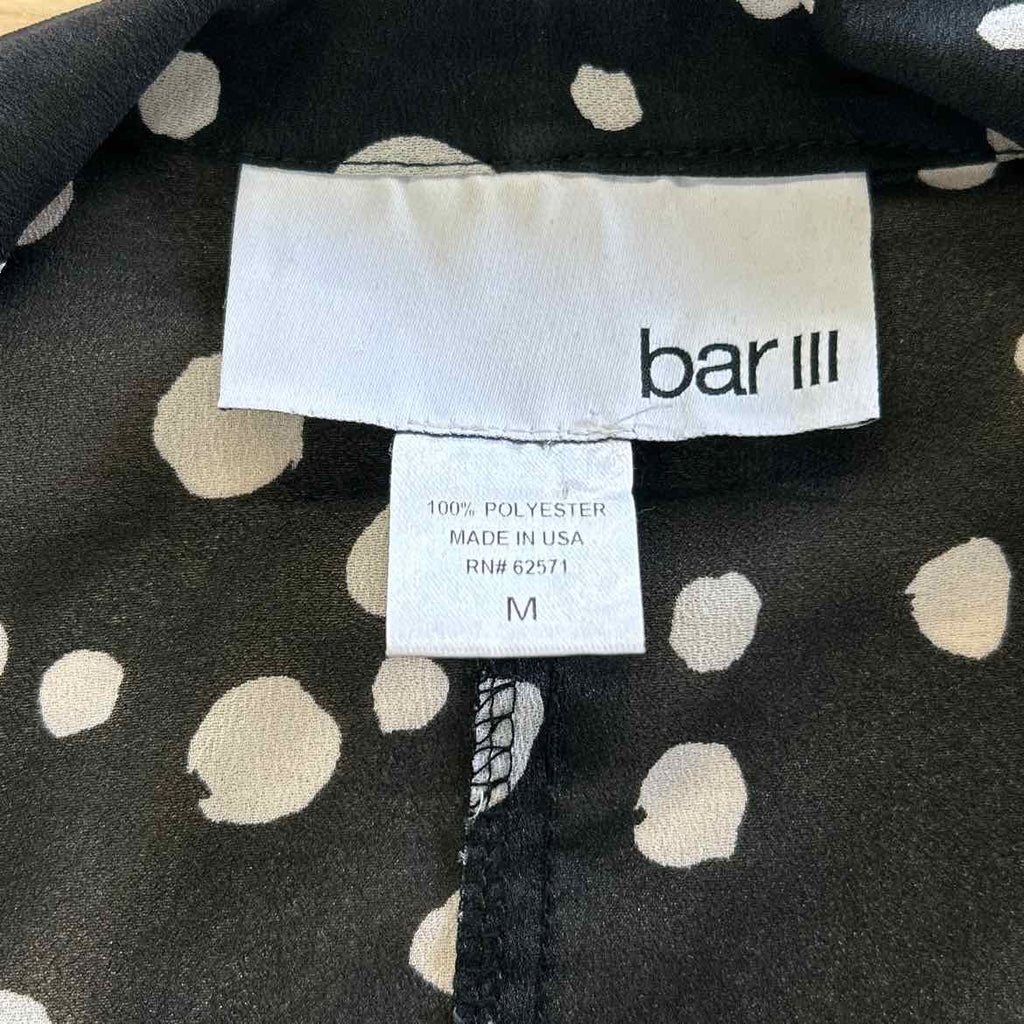 bar III
100% POLYESTER
MADE IN USA
RN# 62571
M